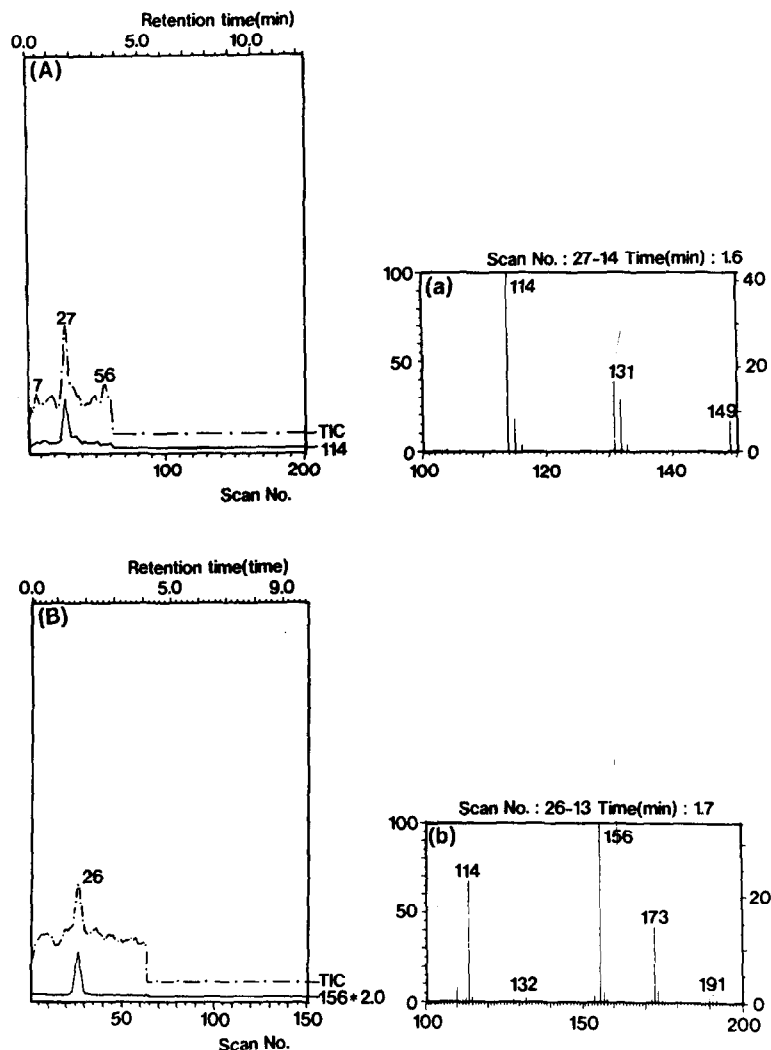 Retention time(min)
0.0 5.0 10.0
(A)
27
7
56
TIC
114
100 200
Scan No.
Scan No. : 27-14 Time(min) : 1.6
100 (a) 114 40
50 131 20
149
0 0
100 120 140
Retention time(time)
0.0 5.0 9.0
(B)
26
TIC
156*2.0
50 100 150
Scan No.
Scan No. : 26-13 Time(min) : 1.7
100 (b) 156
114
50 173 20
132 191
0 0
100 150 200